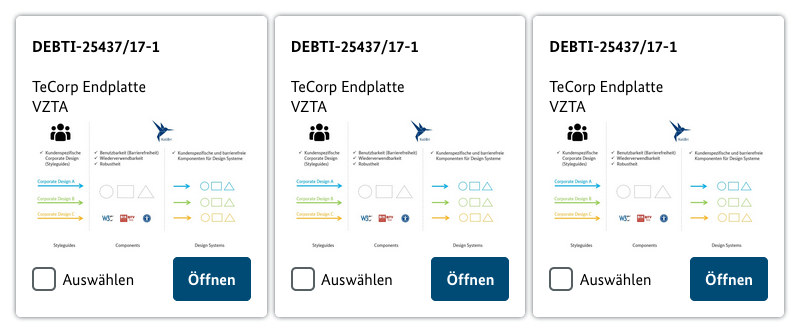 DEBTI-25437/17-1
TeCorp Endplatte
VZTA
✓ Kundenspezifische
Corporate Design
(Styleguides)
✓ Benutzbarkeit (Barrierefreiheit)
✓ Wiederverwendbarkeit
✓ Robustheit
✓ Kundenspezifische und barrierefreie
Komponenten für Design Systeme
Corporate Design A
Corporate Design B
Corporate Design C
W3C
Styleguides
Components
Design Systems
Auswählen
Öffnen
DEBTI-25437/17-1
TeCorp Endplatte
VZTA
✓ Kundenspezifische
Corporate Design
(Styleguides)
✓ Benutzbarkeit (Barrierefreiheit)
✓ Wiederverwendbarkeit
✓ Robustheit
✓ Kundenspezifische und barrierefreie
Komponenten für Design Systeme
Corporate Design A
Corporate Design B
Corporate Design C
W3C
Styleguides
Components
Design Systems
Auswählen
Öffnen
DEBTI-25437/17-1
TeCorp Endplatte
VZTA
✓ Kundenspezifische
Corporate Design
(Styleguides)
✓ Benutzbarkeit (Barrierefreiheit)
✓ Wiederverwendbarkeit
✓ Robustheit
✓ Kundenspezifische und barrierefreie
Komponenten für Design Systeme
Corporate Design A
Corporate Design B
Corporate Design C
W3C
Styleguides
Components
Design Systems
Auswählen
Öffnen